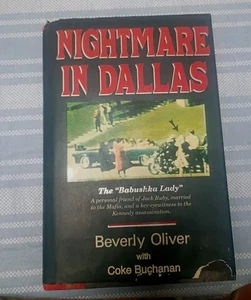 NIGHTMARE
IN DALLAS
The "Babushka Lady"
A personal friend of Jack Ruby, married
to the Mafia, and a key eyewitness to the
Kennedy assassination.
Beverly Oliver
with
Coke Buchanan